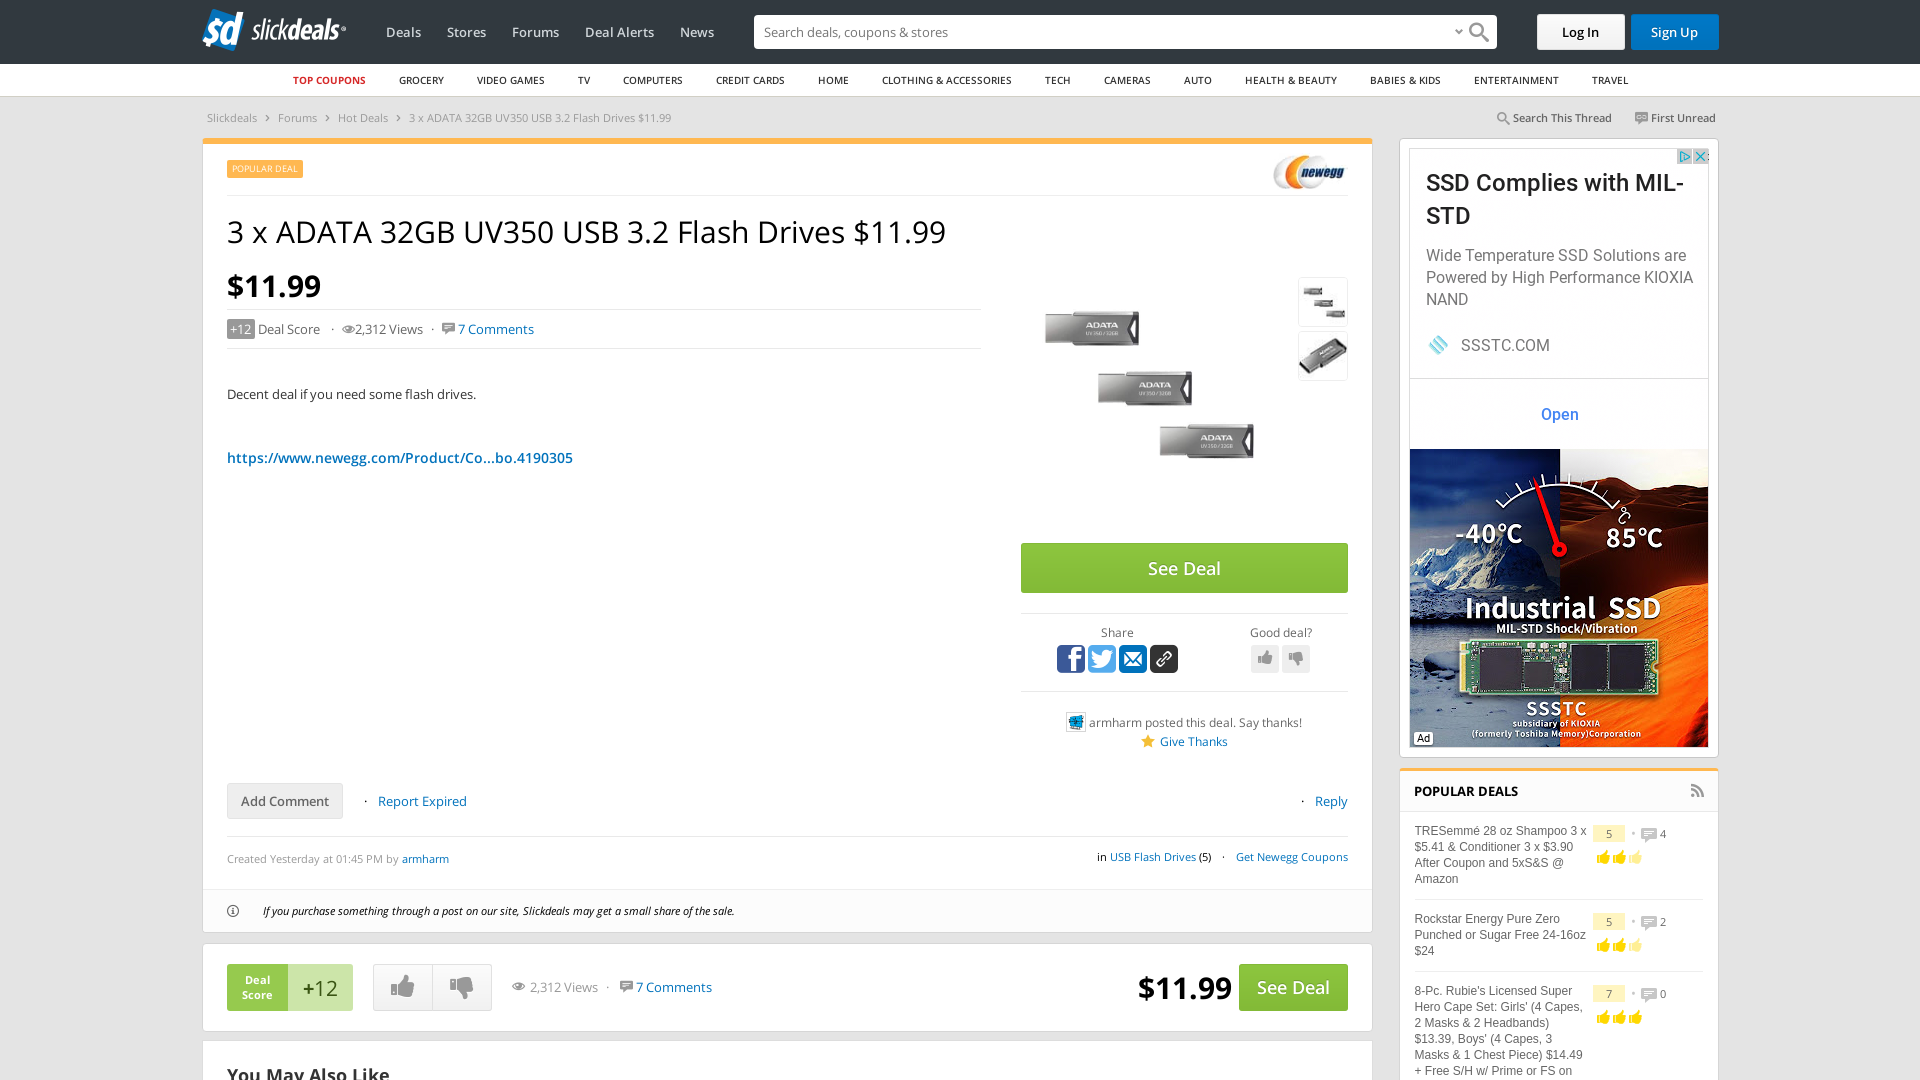 slickdeals
Deals
Stores
Forums
Deal Alerts
News
Search deals, coupons & stores
Log In
Sign Up
TOP COUPONS
GROCERY
VIDEO GAMES
TV
COMPUTERS
CREDIT CARDS
HOME
CLOTHING & ACCESSORIES
TECH
CAMERAS
AUTO
HEALTH & BEAUTY
BABIES & KIDS
ENTERTAINMENT
TRAVEL
Slickdeals > Forums > Hot Deals > 3 x ADATA 32GB UV350 USB 3.2 Flash Drives $11.99
Search This Thread
First Unread
POPULAR DEAL
newegg
3 x ADATA 32GB UV350 USB 3.2 Flash Drives $11.99
$11.99
+12 Deal Score · 2,312 Views · 7 Comments
Decent deal if you need some flash drives.
https://www.newegg.com/Product/Co...bo.4190305
ADATA
UV350/32GB
ADATA
UV350/32GB
ADATA
UV350/32GB
See Deal
Share
Good deal?
armharm posted this deal. Say thanks!
Give Thanks
Add Comment
· Report Expired
· Reply
Created Yesterday at 01:45 PM by armharm
in USB Flash Drives (5) · Get Newegg Coupons
If you purchase something through a post on our site, Slickdeals may get a small share of the sale.
Deal
Score
+12
2,312 Views · 7 Comments
$11.99
See Deal
You May Also Like
SSD Complies with MIL-
STD
Wide Temperature SSD Solutions are
Powered by High Performance KIOXIA
NAND
SSSTC.COM
Open
-40°C
85°C
Industrial SSD
MIL-STD Shock/Vibration
SSSTC
subsidiary of KIOXIA
(formerly Toshiba Memory)Corporation
Ad
POPULAR DEALS
TRESemmé 28 oz Shampoo 3 x
$5.41 & Conditioner 3 x $3.90
After Coupon and 5xS&S @
Amazon
5 • 4
Rockstar Energy Pure Zero
Punched or Sugar Free 24-16oz
$24
5 • 2
8-Pc. Rubie's Licensed Super
Hero Cape Set: Girls' (4 Capes,
2 Masks & 2 Headbands)
$13.39, Boys' (4 Capes, 3
Masks & 1 Chest Piece) $14.49
+ Free S/H w/ Prime or FS on
7 • 0